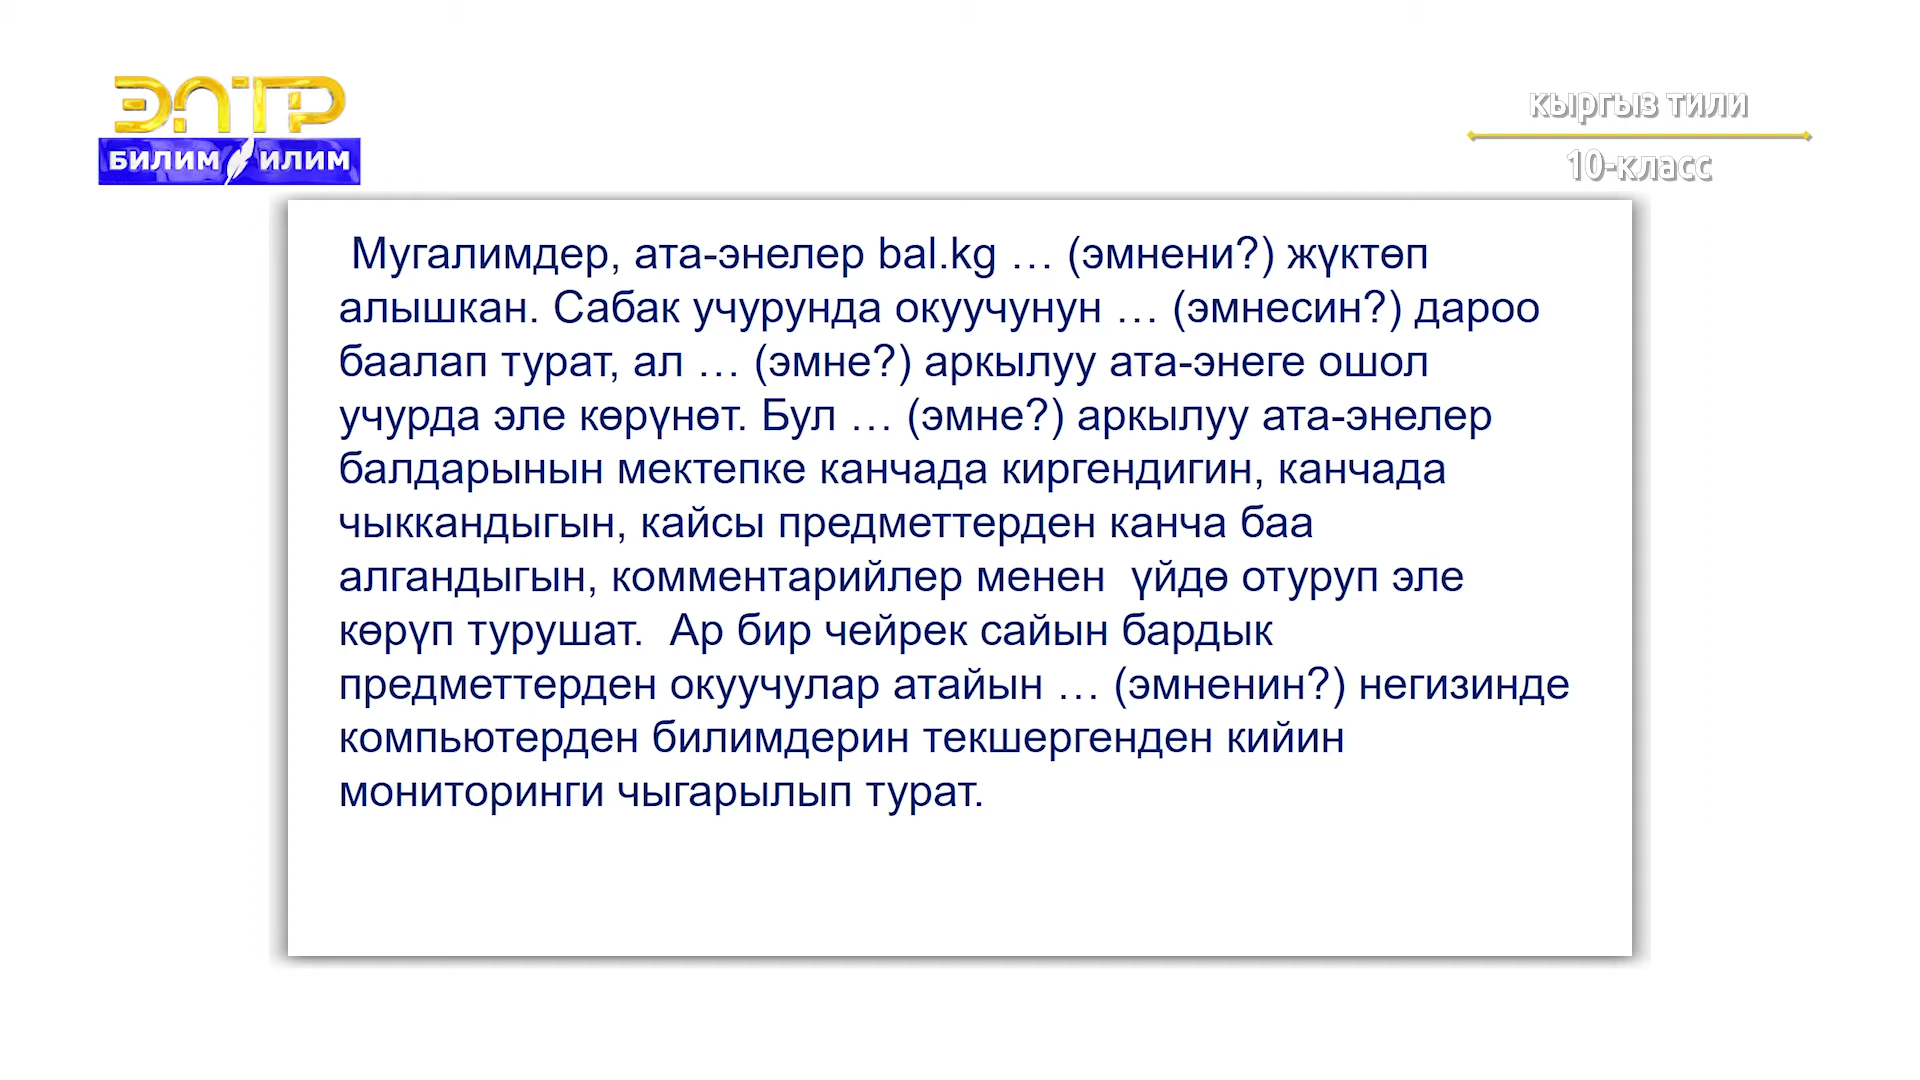 ЭЛТР
БИЛИМ ИЛИМ
кыргыз тили
10-класс
Мугалимдер, ата-энелер bal.kg … (эмнени?) жүктөп
алышкан. Сабак учурунда окуучунун … (эмнесин?) дароо
баалап турат, ал … (эмне?) аркылуу ата-энеге ошол
учурда эле көрүнөт. Бул … (эмне?) аркылуу ата-энелер
балдарынын мектепке канчада киргендигин, канчада
чыккандыгын, кайсы предметтерден канча баа
алгандыгын, комментарийлер менен үйдө отуруп эле
көрүп турушат. Ар бир чейрек сайын бардык
предметтерден окуучулар атайын … (эмненин?) негизинде
компьютерден билимдерин текшергенден кийин
мониторинги чыгарылып турат.